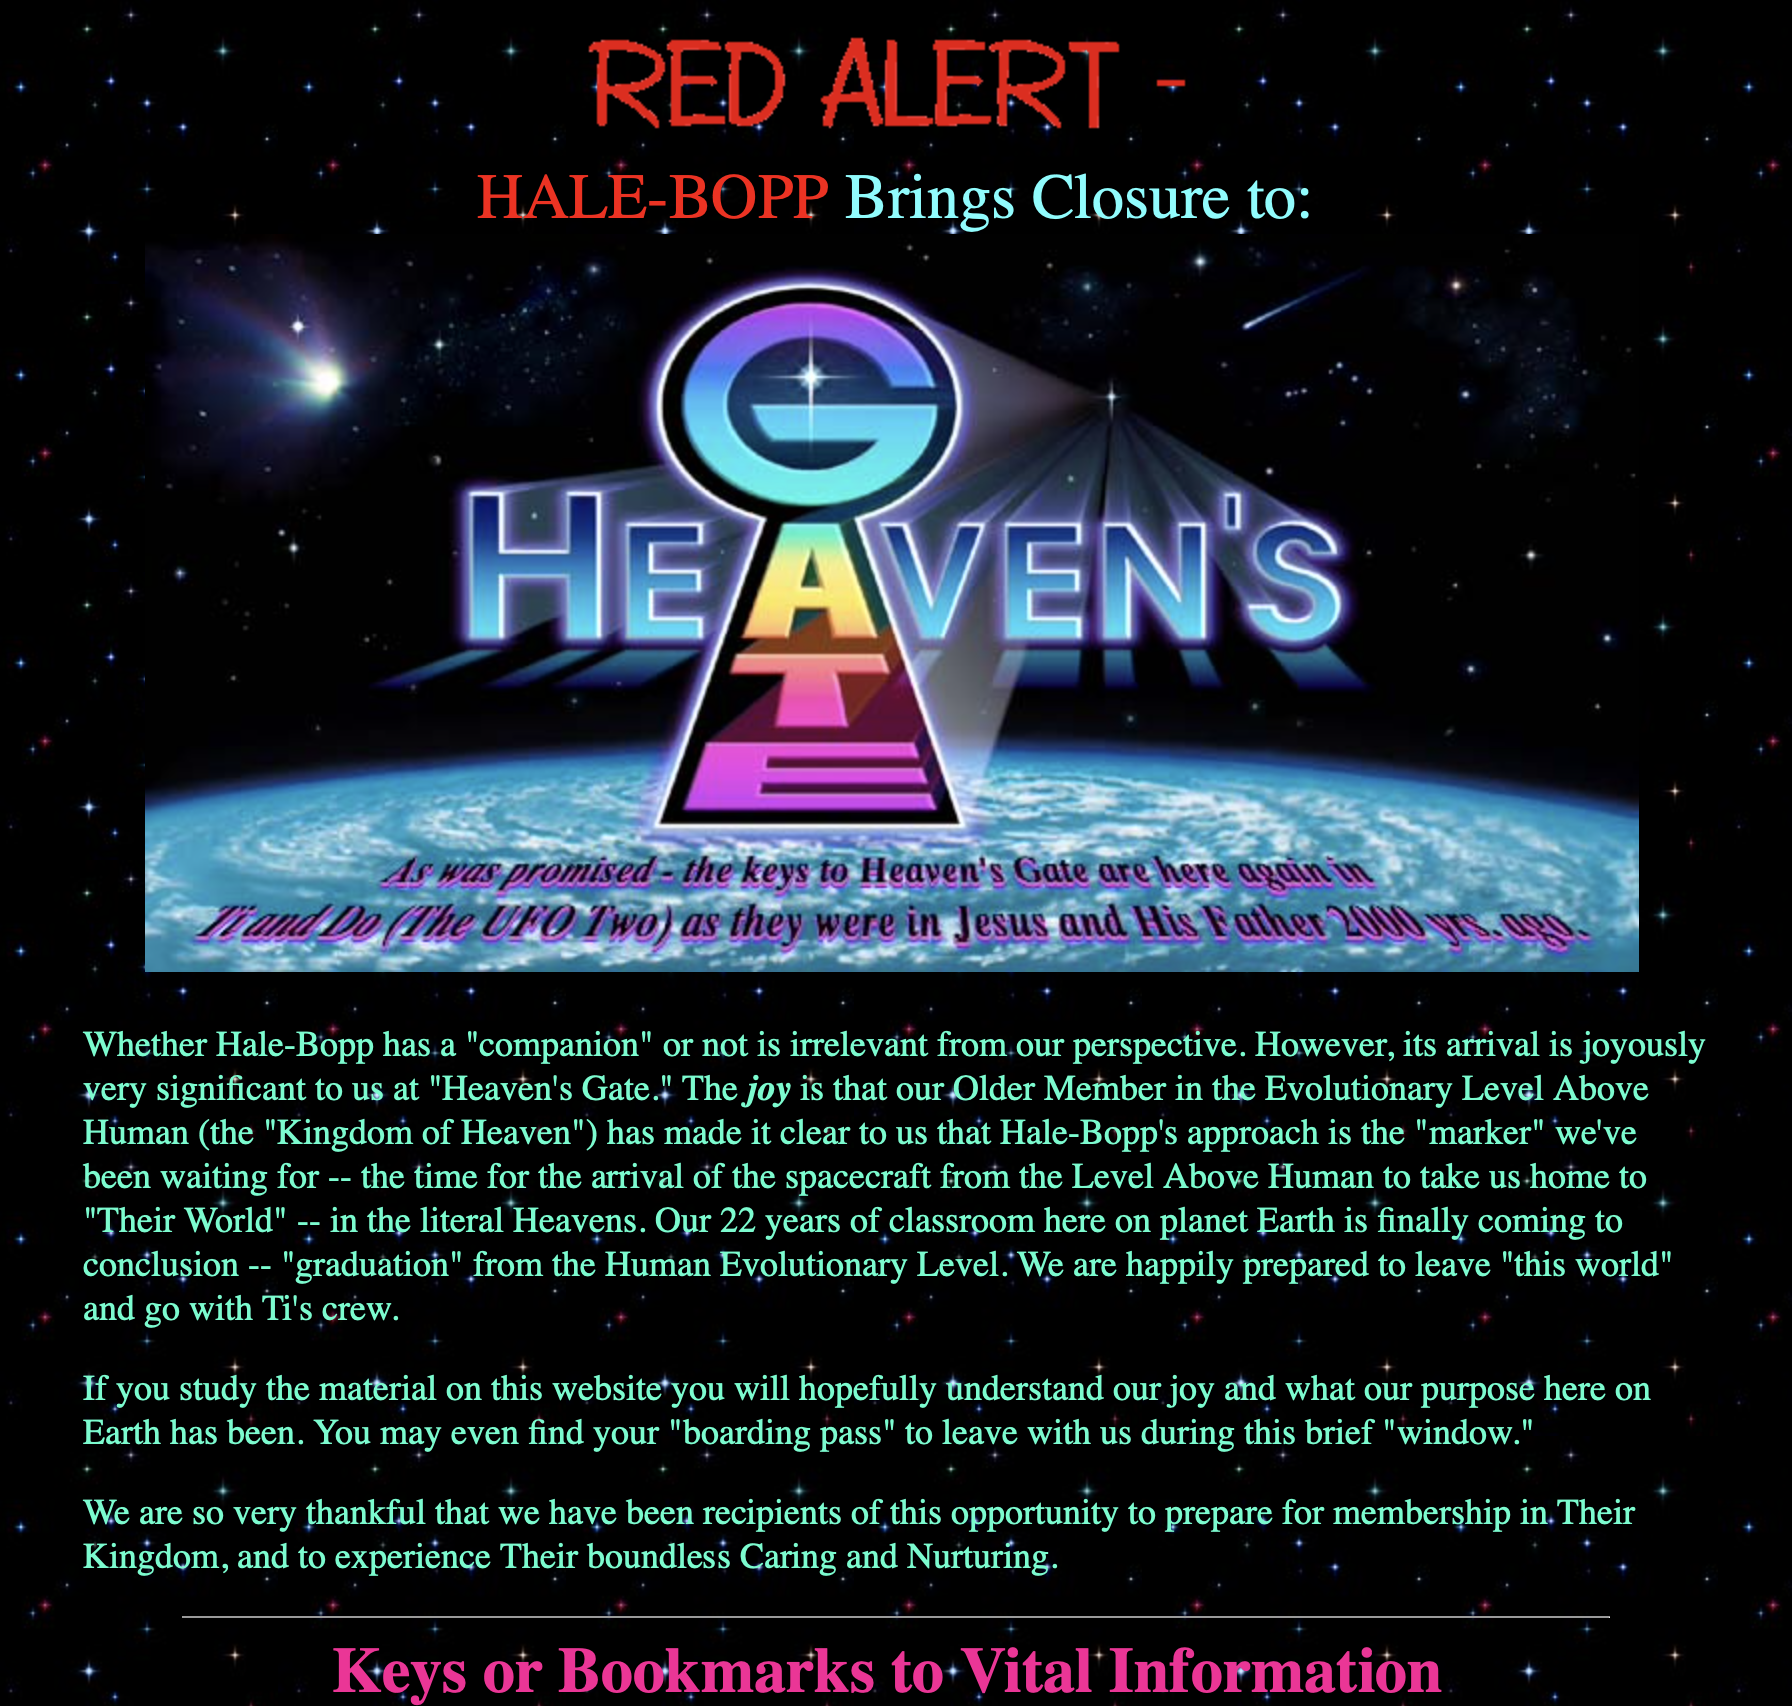 RED ALERT -
HALE-BOPP Brings Closure to:
HEAVEN'S
GATE
As was promised - the keys to Heaven's Gate are here again in
Ti and Do (The UFO Two) as they were in Jesus and His Father 2000 yrs. ago.
Whether Hale-Bopp has a "companion" or not is irrelevant from our perspective. However, its arrival is joyously
very significant to us at "Heaven's Gate." The joy is that our Older Member in the Evolutionary Level Above
Human (the "Kingdom of Heaven") has made it clear to us that Hale-Bopp's approach is the "marker" we've
been waiting for -- the time for the arrival of the spacecraft from the Level Above Human to take us home to
"Their World" -- in the literal Heavens. Our 22 years of classroom here on planet Earth is finally coming to
conclusion -- "graduation" from the Human Evolutionary Level. We are happily prepared to leave "this world"
and go with Ti's crew.
If you study the material on this website you will hopefully understand our joy and what our purpose here on
Earth has been. You may even find your "boarding pass" to leave with us during this brief "window."
We are so very thankful that we have been recipients of this opportunity to prepare for membership in Their
Kingdom, and to experience Their boundless Caring and Nurturing.
Keys or Bookmarks to Vital Information